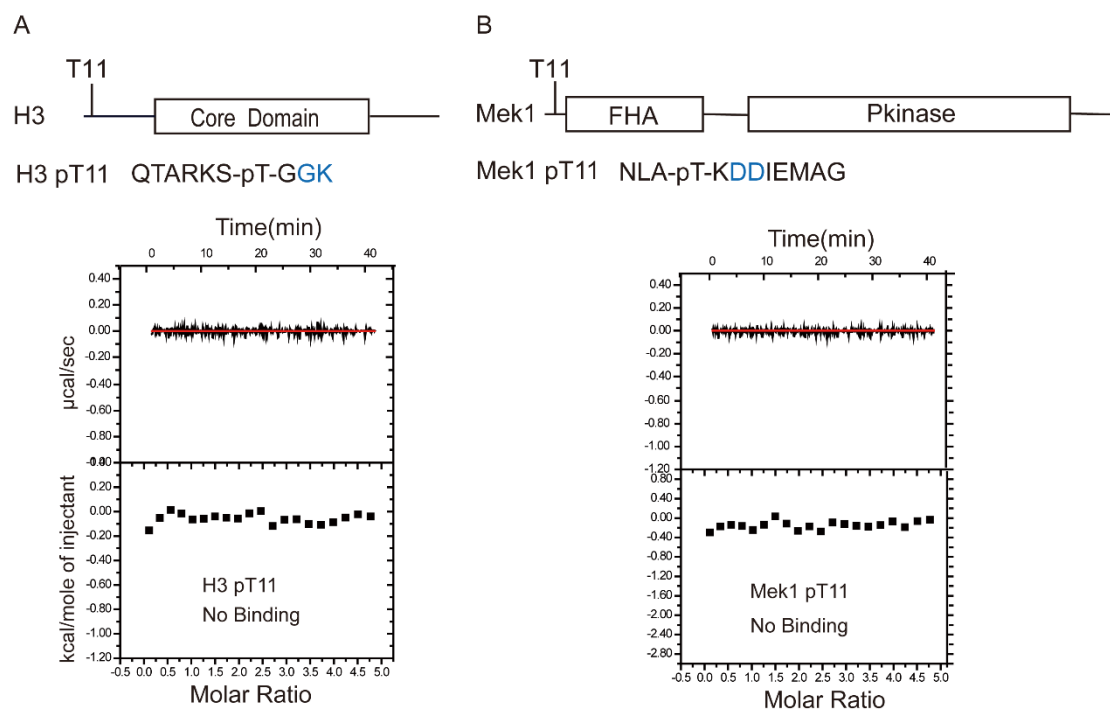 A
T11
H3
Core Domain
H3 pT11 QTARKS-pT-GGK
Time(min)
0 10 20 30 40
0.40
0.20
0.00
-0.20
-0.40
-0.60
-0.80
µcal/sec
0.20
0.00
-0.20
-0.40
-0.60
-0.80
-1.00
-1.20
kcal/mole of injectant
H3 pT11
No Binding
-0.5 0.0 0.5 1.0 1.5 2.0 2.5 3.0 3.5 4.0 4.5 5.0
Molar Ratio
B
T11
Mek1
FHA
Pkinase
Mek1 pT11 NLA-pT-KDDIEMAG
Time(min)
0 10 20 30 40
0.40
0.20
0.00
-0.20
-0.40
-0.60
-0.80
-1.00
-1.20
0.80
0.40
0.00
-0.40
-0.80
-1.20
-1.60
-2.00
-2.40
-2.80
Mek1 pT11
No Binding
-0.5 0.0 0.5 1.0 1.5 2.0 2.5 3.0 3.5 4.0 4.5 5.0
Molar Ratio